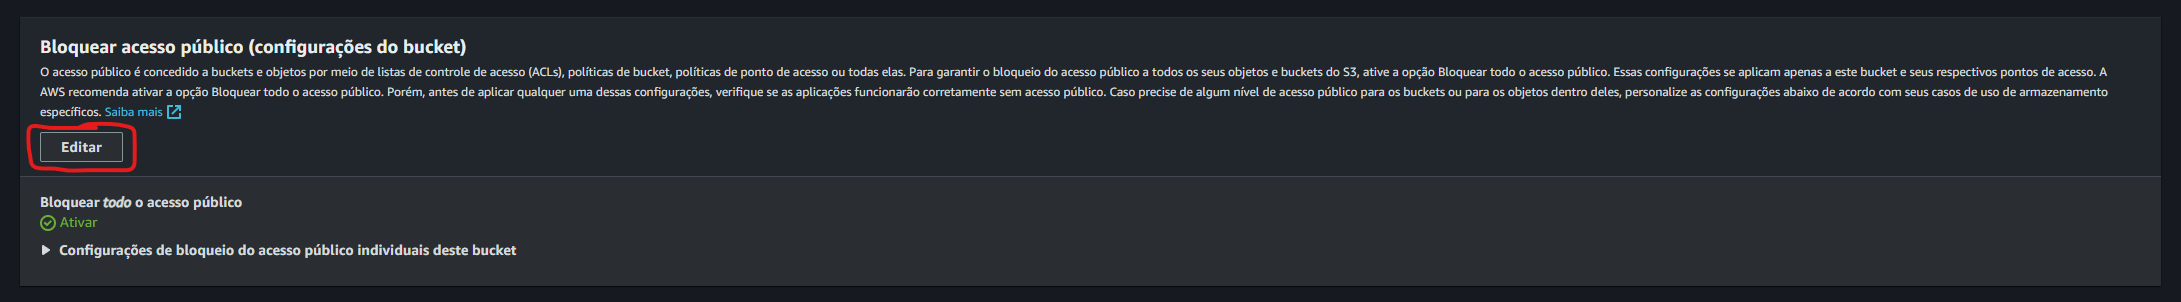 Bloquear acesso público (configurações do bucket)
O acesso público é concedido a buckets e objetos por meio de listas de controle de acesso (ACLs), políticas de bucket, políticas de ponto de acesso ou todas elas. Para garantir o bloqueio do acesso público a todos os seus objetos e buckets do S3, ative a opção Bloquear todo o acesso público. Essas configurações se aplicam apenas a este bucket e seus respectivos pontos de acesso. A
AWS recomenda ativar a opção Bloquear todo o acesso público. Porém, antes de aplicar qualquer uma dessas configurações, verifique se as aplicações funcionarão corretamente sem acesso público. Caso precise de algum nível de acesso público para os buckets ou para os objetos dentro deles, personalize as configurações abaixo de acordo com seus casos de uso de armazenamento
específicos. Saiba mais
Editar
Bloquear todo o acesso público
Ativar
Configurações de bloqueio do acesso público individuais deste bucket